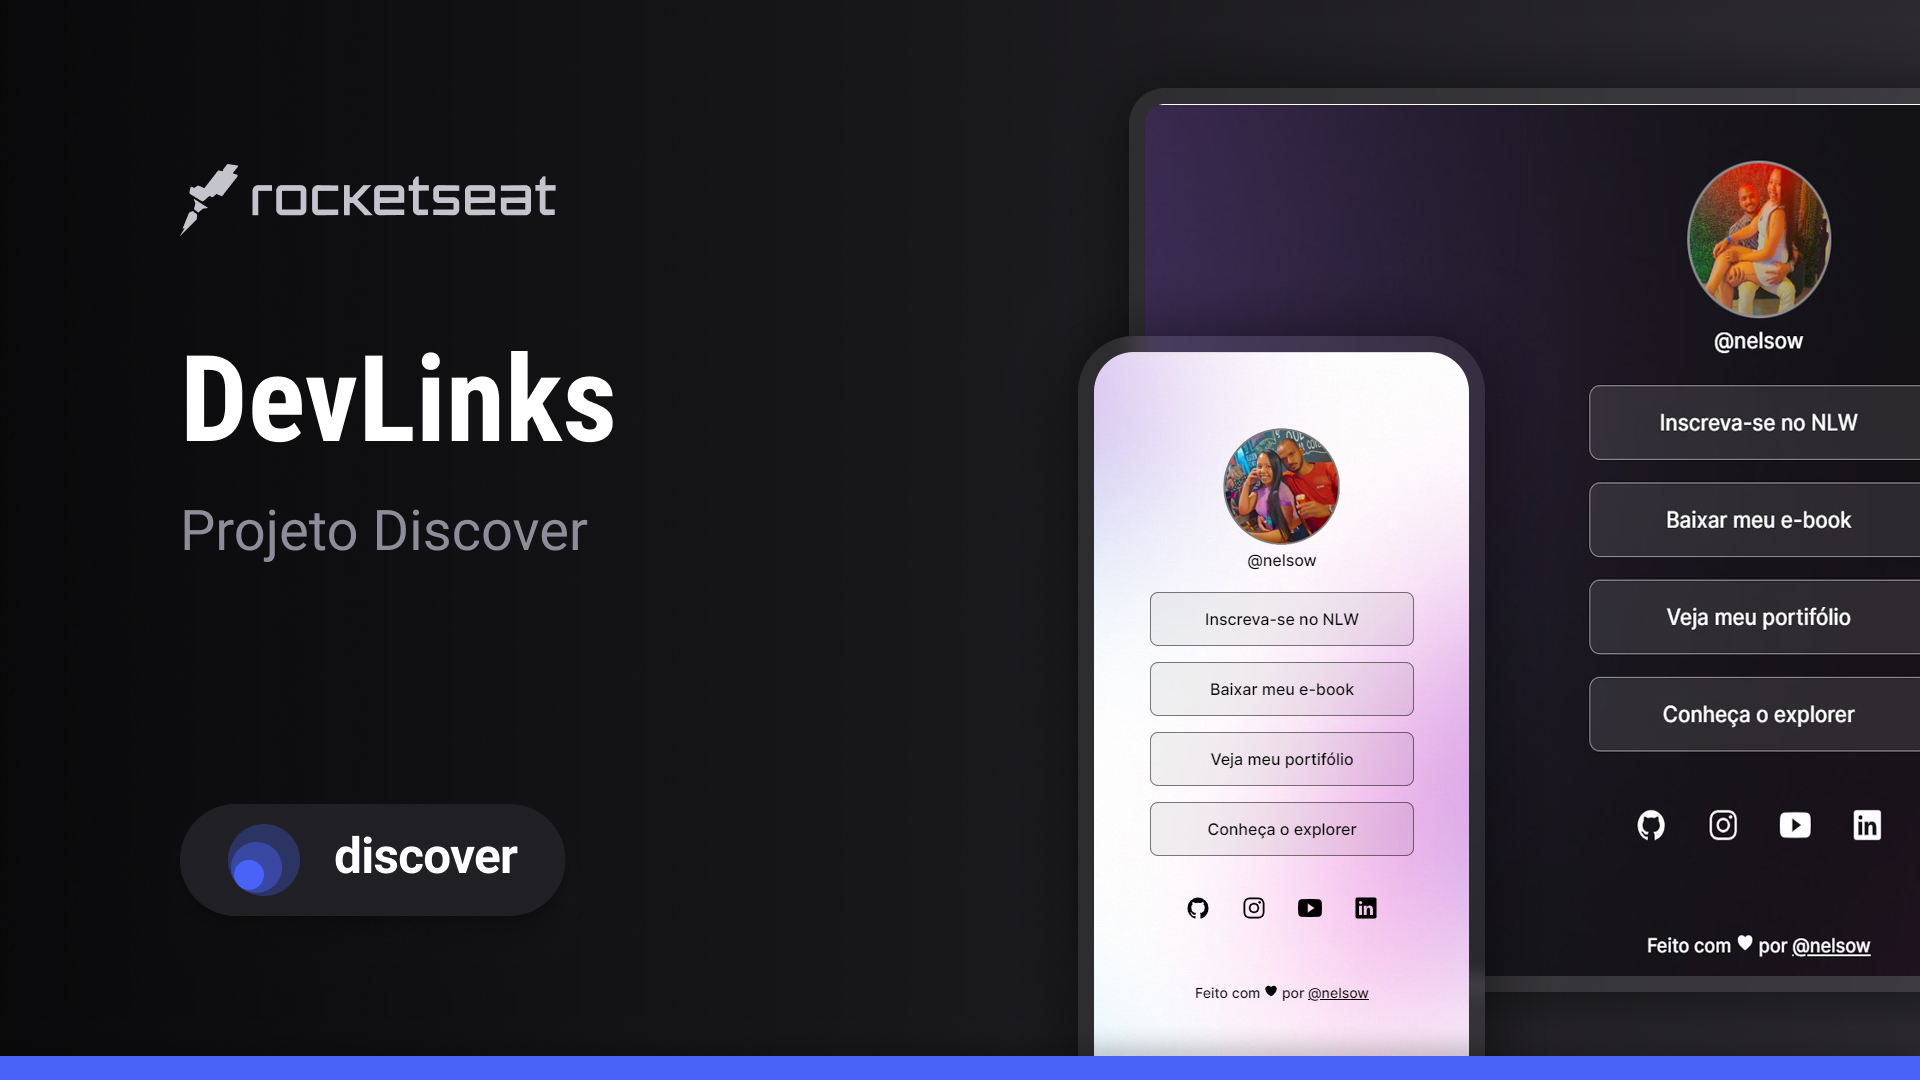 rocketseat
DevLinks
Projeto Discover
discover
@nelsow
Inscreva-se no NLW
Baixar meu e-book
Veja meu portifólio
Conheça o explorer
Feito com ♥ por @nelsow
@nelsow
Inscreva-se no NLW
Baixar meu e-book
Veja meu portifólio
Conheça o explorer
Feito com ♥ por @nelsow